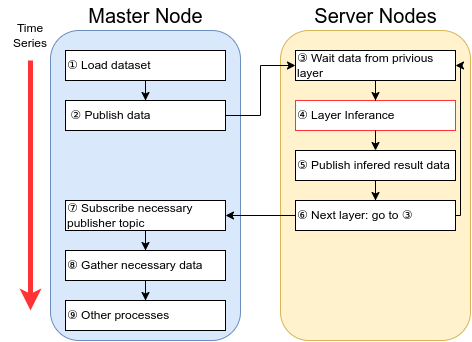 Master Node
Server Nodes
Time
Series
① Load dataset
② Publish data
③ Wait data from privious
layer
④ Layer Inferance
⑤ Publish infered result data
⑥ Next layer: go to ③
⑦ Subscribe necessary
publisher topic
⑧ Gather necessary data
⑨ Other processes